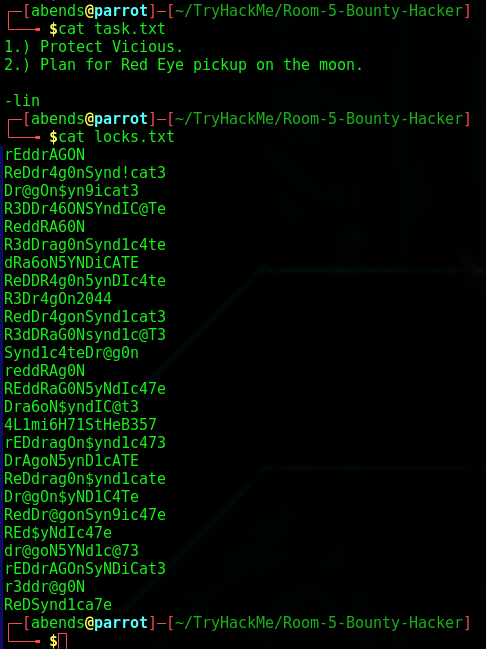 ┌─[abends@parrot]─[~/TryHackMe/Room-5-Bounty-Hacker]
└──╼ $cat task.txt
1.) Protect Vicious.
2.) Plan for Red Eye pickup on the moon.
-lin
┌─[abends@parrot]─[~/TryHackMe/Room-5-Bounty-Hacker]
└──╼ $cat locks.txt
rEddrAGON
ReDdr4g0nSynd!cat3
Dr@gOn$yn9icat3
R3DDr46ONSYndIC@Te
ReddRA60N
R3dDrag0nSynd1c4te
dRa6oN5YNDiCATE
ReDDR4g0n5ynDIc4te
R3Dr4gOn2044
RedDr4gonSynd1cat3
R3dDRaG0Nsynd1c@T3
Synd1c4teDr@g0n
reddRAg0N
REddRaG0N5yNdIc47e
Dra6oN$yndIC@t3
4L1mi6H71StHeB357
rEDdragOn$ynd1c473
DrAgoN5ynD1cATE
ReDdrag0n$ynd1cate
Dr@gOn$yND1C4Te
RedDr@gonSyn9ic47e
REd$yNdIc47e
dr@goN5YNd1c@73
rEDdrAGOnSyNDiCat3
r3ddr@g0N
ReDSynd1ca7e
┌─[abends@parrot]─[~/TryHackMe/Room-5-Bounty-Hacker]
└──╼ $